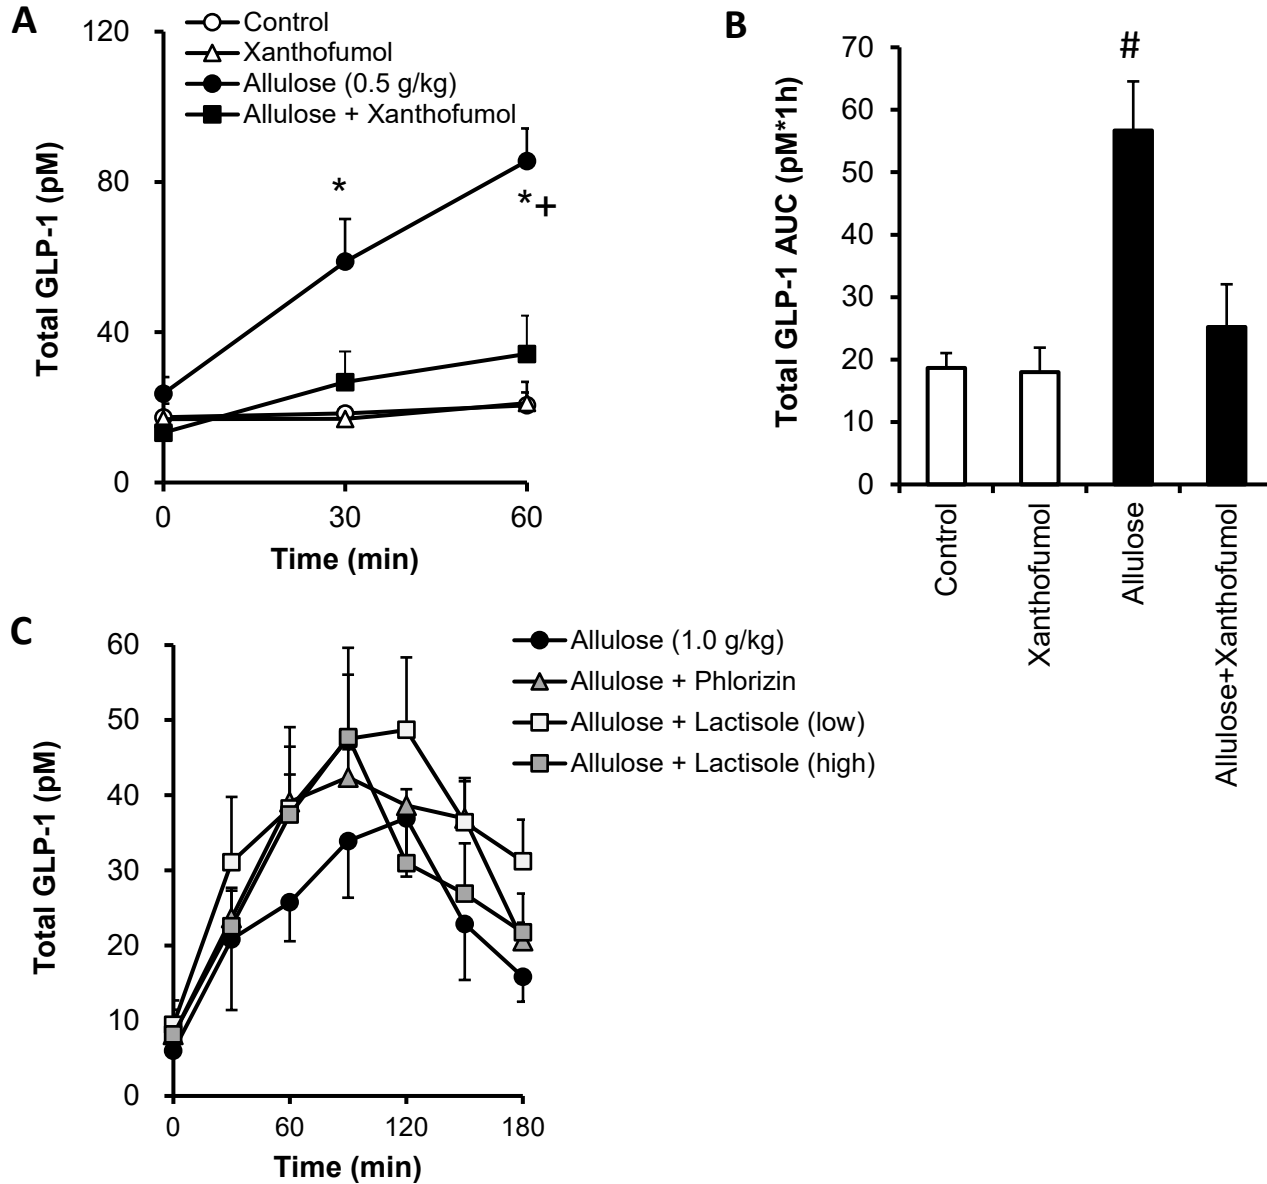 A
Control
Xanthofumol
Allulose (0.5 g/kg)
Allulose + Xanthofumol
120
80
40
0
Total GLP-1 (pM)
*
*+
0 30 60
Time (min)
B
70
60
50
40
30
20
10
0
Total GLP-1 AUC (pM*1h)
#
Control
Xanthofumol
Allulose
Allulose+Xanthofumol
C
Allulose (1.0 g/kg)
Allulose + Phlorizin
Allulose + Lactisole (low)
Allulose + Lactisole (high)
60
50
40
30
20
10
0
Total GLP-1 (pM)
0 60 120 180
Time (min)